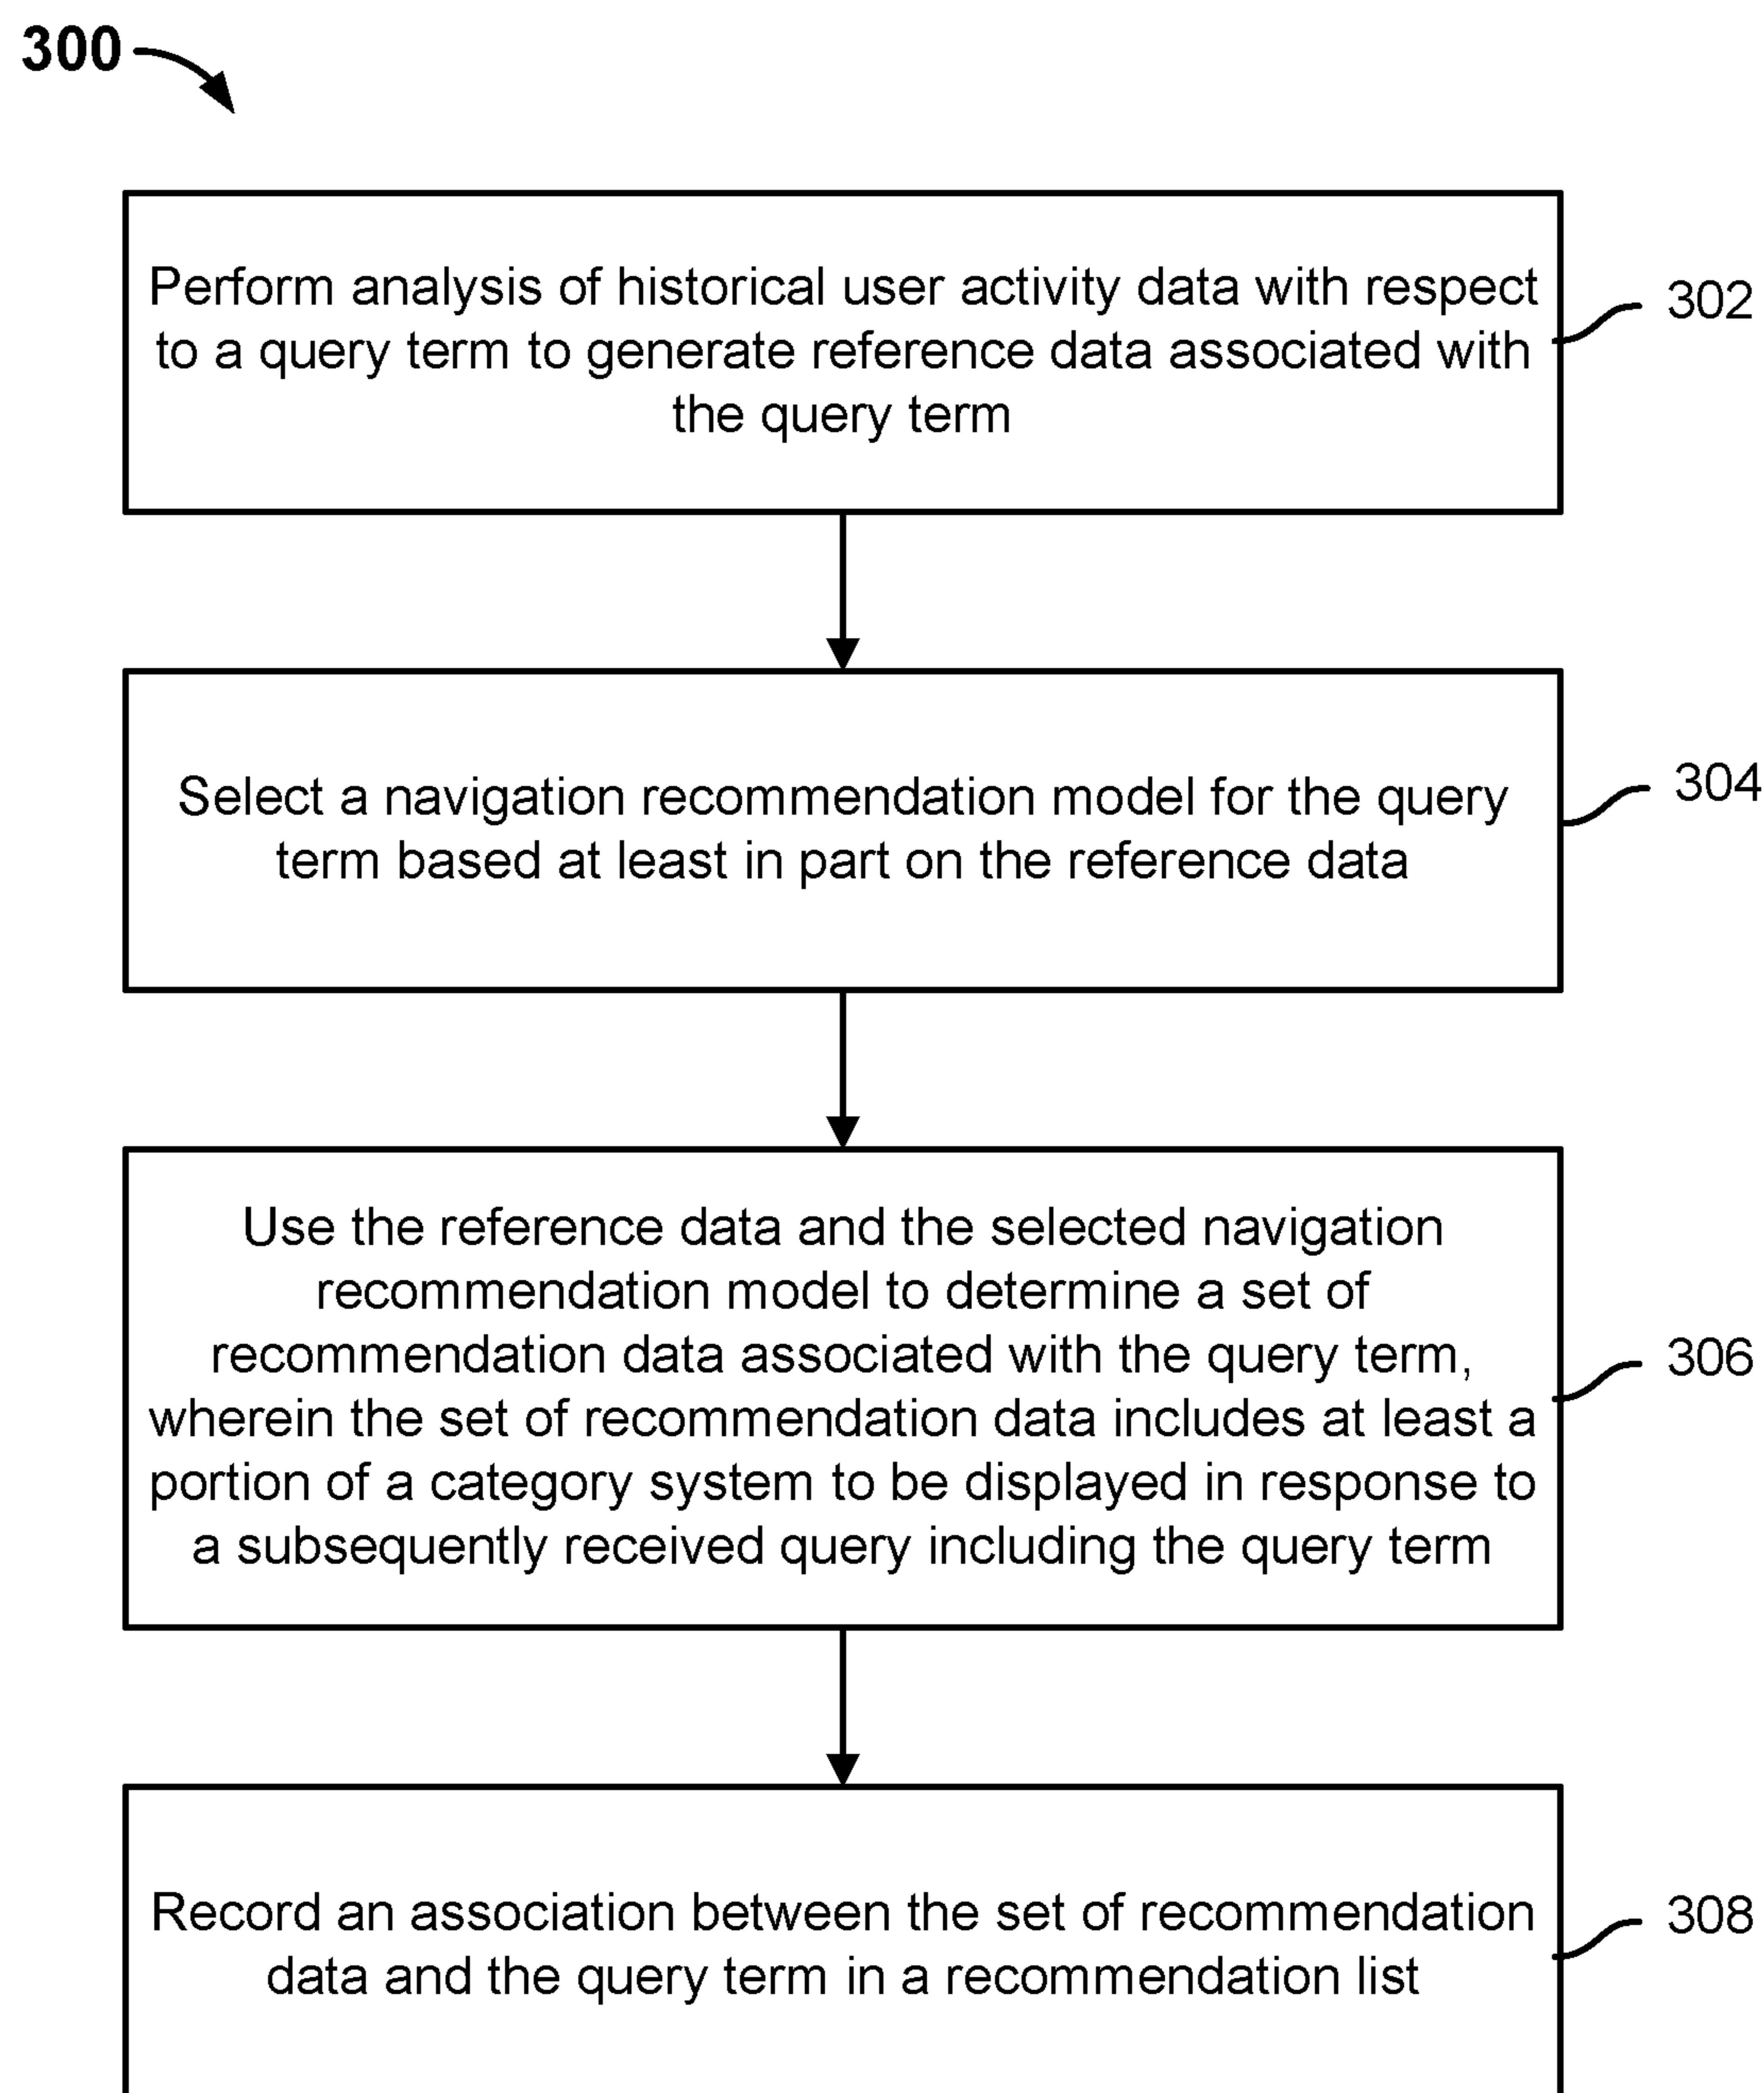 300
Perform analysis of historical user activity data with respect
to a query term to generate reference data associated with
the query term
302
Select a navigation recommendation model for the query
term based at least in part on the reference data
304
Use the reference data and the selected navigation
recommendation model to determine a set of
recommendation data associated with the query term,
wherein the set of recommendation data includes at least a
portion of a category system to be displayed in response to
a subsequently received query including the query term
306
Record an association between the set of recommendation
data and the query term in a recommendation list
308